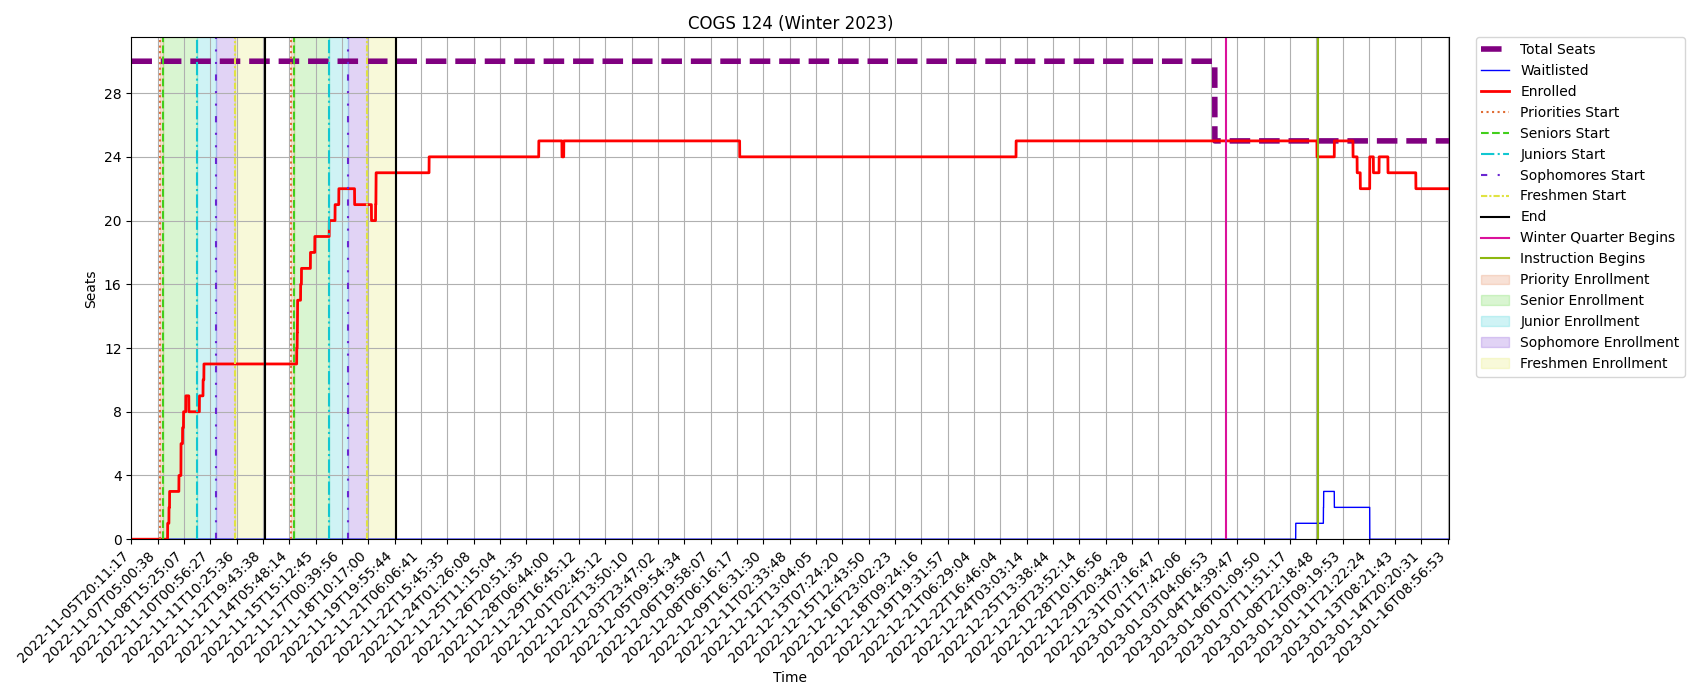 COGS 124 (Winter 2023)
Seats
28
24
20
16
12
8
4
0
2022-11-05T20:11:17
2022-11-07T05:00:38
2022-11-08T15:25:07
2022-11-10T00:56:27
2022-11-11T10:25:36
2022-11-12T19:43:38
2022-11-14T05:48:14
2022-11-15T15:12:45
2022-11-17T00:39:56
2022-11-18T10:17:00
2022-11-19T19:55:44
2022-11-21T06:06:41
2022-11-22T15:45:35
2022-11-24T01:26:08
2022-11-25T11:15:04
2022-11-26T20:51:35
2022-11-28T06:44:00
2022-11-29T16:45:12
2022-12-01T02:45:12
2022-12-02T13:50:10
2022-12-03T23:47:02
2022-12-05T09:54:34
2022-12-06T19:58:07
2022-12-08T06:16:17
2022-12-09T16:31:30
2022-12-11T02:33:48
2022-12-12T13:04:05
2022-12-13T07:24:20
2022-12-15T12:43:50
2022-12-16T23:02:23
2022-12-18T09:24:16
2022-12-19T19:31:57
2022-12-21T06:29:04
2022-12-22T16:46:04
2022-12-24T03:03:14
2022-12-25T13:38:44
2022-12-26T23:52:14
2022-12-28T10:16:56
2022-12-29T20:34:28
2022-12-31T07:16:47
2023-01-01T17:42:06
2023-01-03T04:06:53
2023-01-04T14:39:47
2023-01-06T01:09:50
2023-01-07T11:51:17
2023-01-08T22:18:48
2023-01-10T09:19:53
2023-01-11T21:22:24
2023-01-13T08:21:43
2023-01-14T20:20:31
2023-01-16T08:56:53
Time
Total Seats
Waitlisted
Enrolled
Priorities Start
Seniors Start
Juniors Start
Sophomores Start
Freshmen Start
End
Winter Quarter Begins
Instruction Begins
Priority Enrollment
Senior Enrollment
Junior Enrollment
Sophomore Enrollment
Freshmen Enrollment